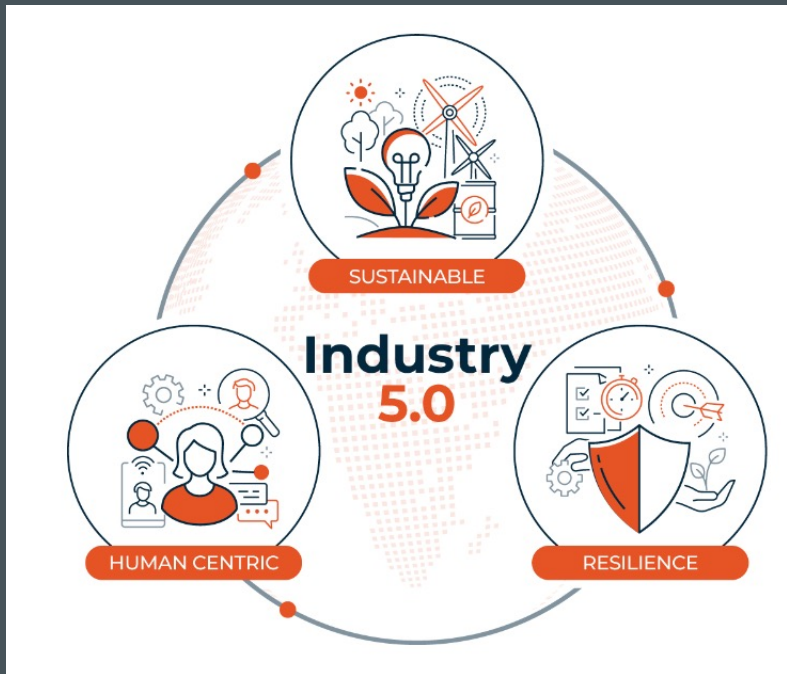 SUSTAINABLE
Industry
5.0
HUMAN CENTRIC
RESILIENCE